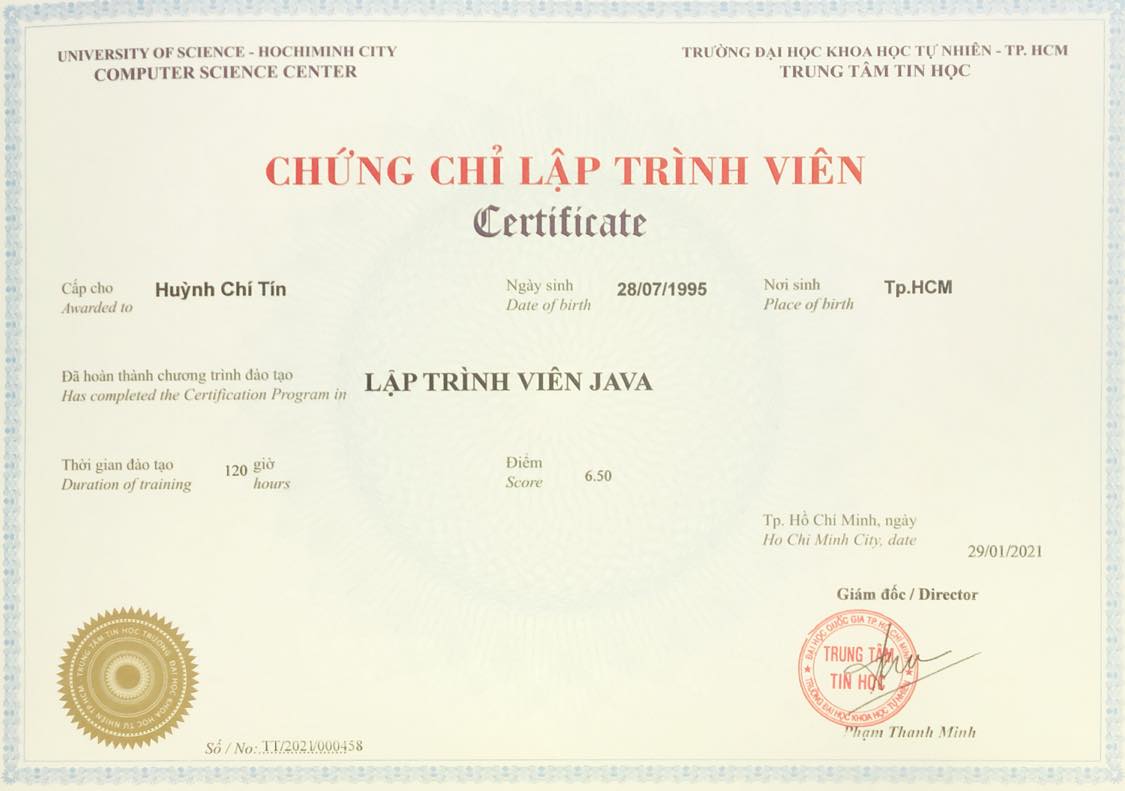 UNIVERSITY OF SCIENCE - HOCHIMINH CITY
COMPUTER SCIENCE CENTER
TRƯỜNG ĐẠI HỌC KHOA HỌC TỰ NHIÊN - TP. HCM
TRUNG TÂM TIN HỌC
CHỨNG CHỈ LẬP TRÌNH VIÊN
Certificate
Cấp cho Huỳnh Chí Tín
Awarded to
Ngày sinh 28/07/1995
Date of birth
Nơi sinh Tp.HCM
Place of birth
Đã hoàn thành chương trình đào tạo
Has completed the Certification Program in
LẬP TRÌNH VIÊN JAVA
Thời gian đào tạo 120 giờ
Duration of training hours
Điểm
Score 6.50
Tp. Hồ Chí Minh, ngày
Ho Chi Minh City, date 29/01/2021
Giám đốc / Director
ĐẠI HỌC QUỐC GIA TP HỒ CHÍ MINH
TRUNG TÂM
TIN HỌC
TRƯỜNG ĐẠI HỌC KHOA HỌC TỰ NHIÊN
Phạm Thanh Minh
TRUNG TÂM TIN HỌC TRƯỜNG ĐẠI HỌC KHOA HỌC TỰ NHIÊN TP.HCM
Số / No: TT/2021/000458